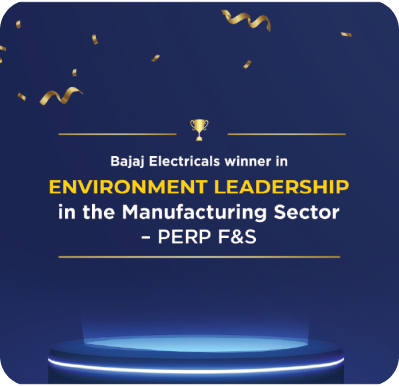 Bajaj Electricals winner in
ENVIRONMENT LEADERSHIP
in the Manufacturing Sector
– PERP F&S